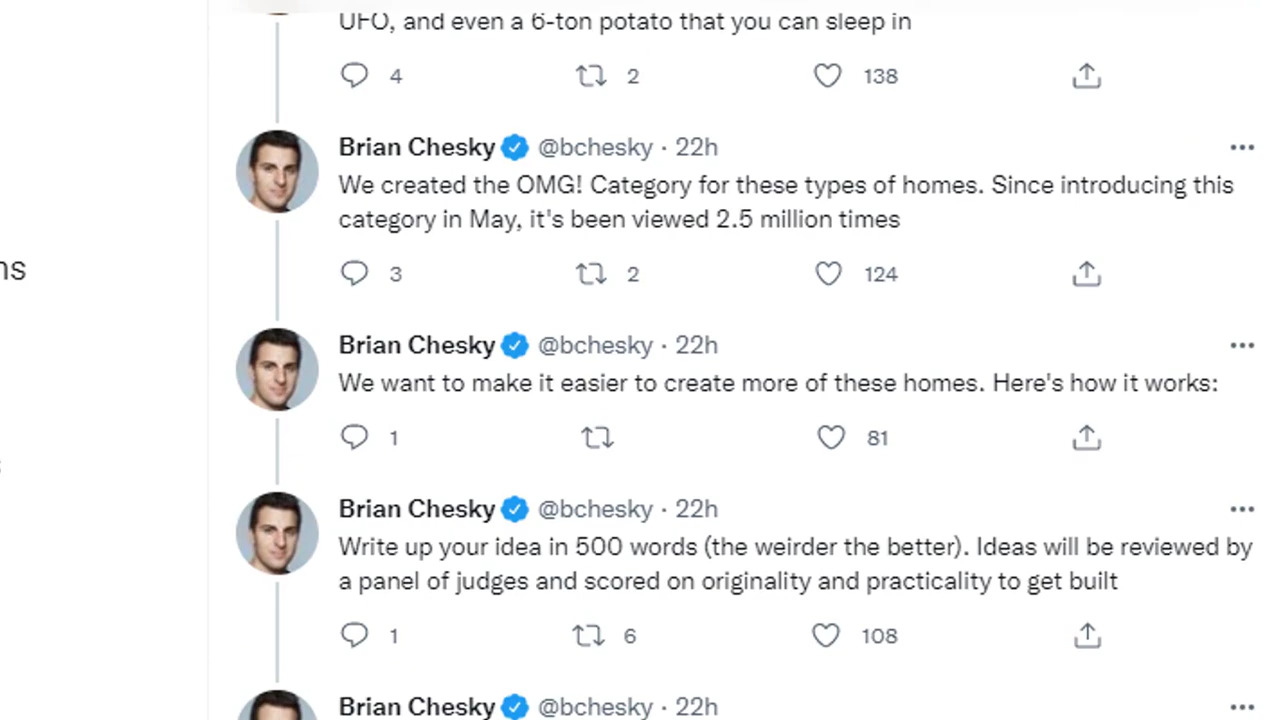 UFO, and even a 6-ton potato that you can sleep in
4 2 138
Brian Chesky @bchesky · 22h
We created the OMG! Category for these types of homes. Since introducing this
category in May, it's been viewed 2.5 million times
3 2 124
ns
Brian Chesky @bchesky · 22h
We want to make it easier to create more of these homes. Here's how it works:
1 81
Brian Chesky @bchesky · 22h
Write up your idea in 500 words (the weirder the better). Ideas will be reviewed by
a panel of judges and scored on originality and practicality to get built
1 6 108
Brian Chesky @bchesky · 22h